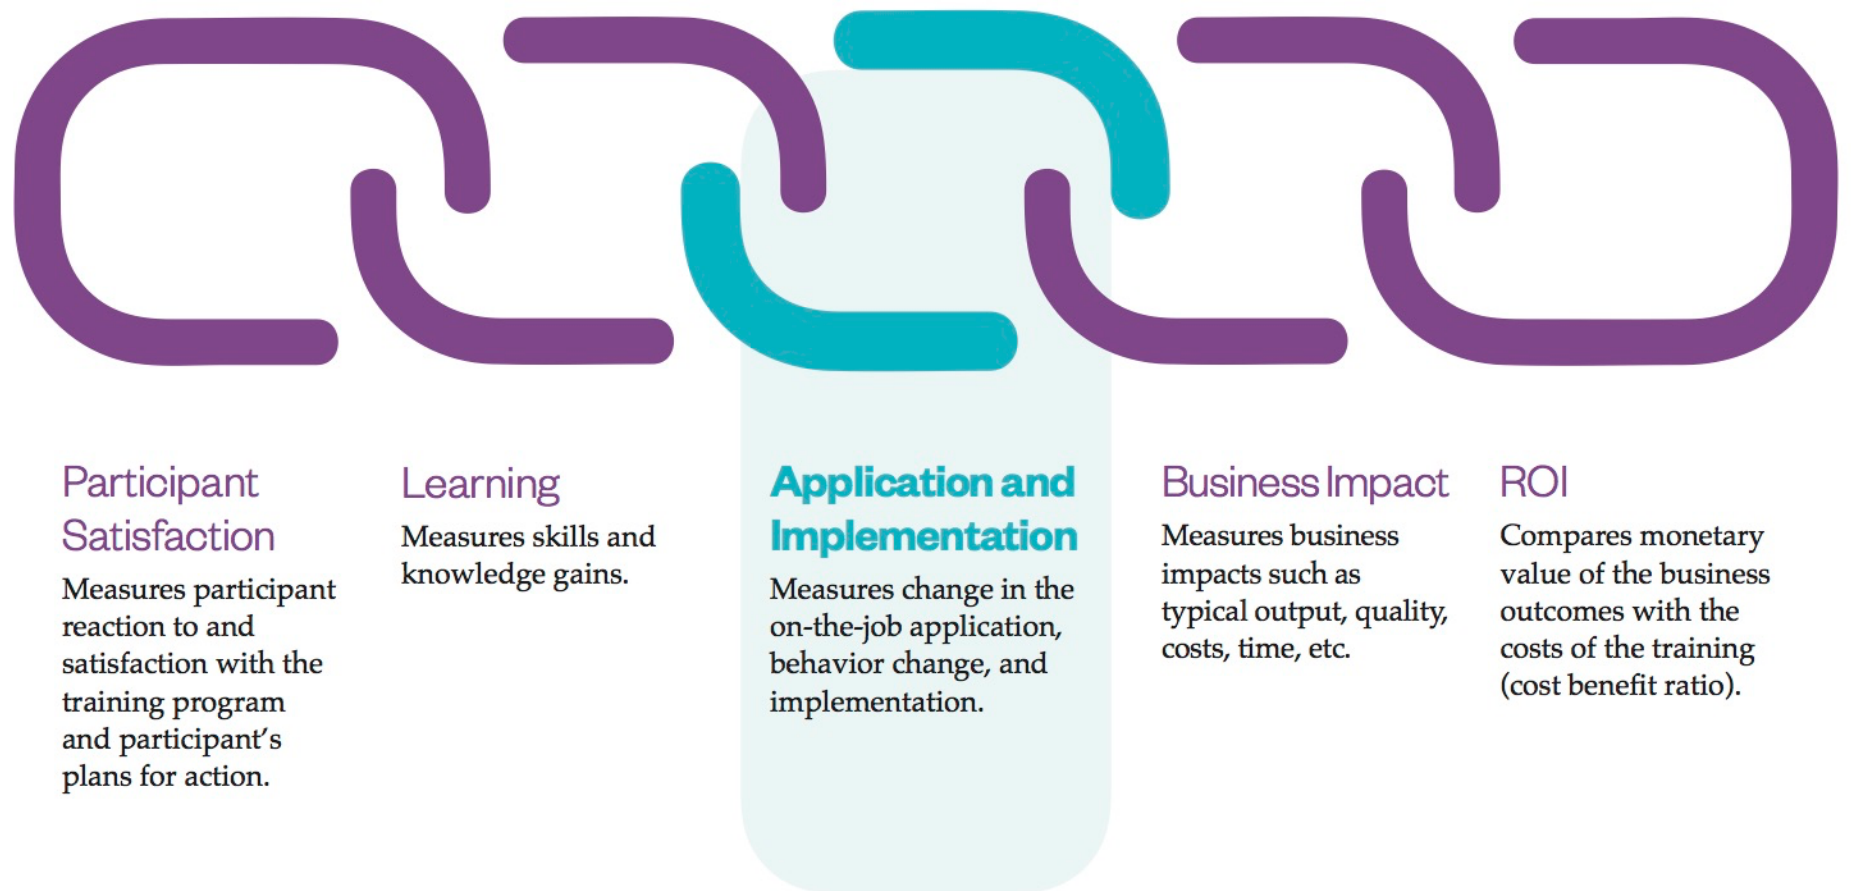 Participant
Satisfaction
Measures participant
reaction to and
satisfaction with the
training program
and participant's
plans for action.
Learning
Measures skills and
knowledge gains.
Application and
Implementation
Measures change in the
on-the-job application,
behavior change, and
implementation.
Business Impact
Measures business
impacts such as
typical output, quality,
costs, time, etc.
ROI
Compares monetary
value of the business
outcomes with the
costs of the training
(cost benefit ratio).